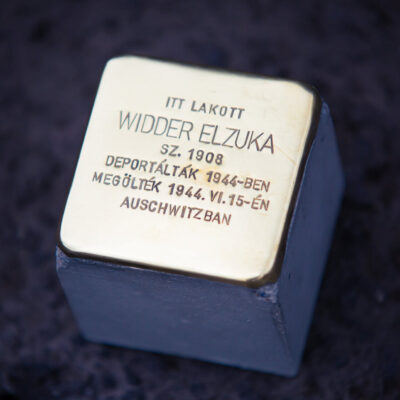 ITT LAKOTT
WIDDER ELZUKA
SZ. 1908
DEPORTÁLTÁK 1944-BEN
MEGÖLTÉK 1944. VI. 15-ÉN
AUSCHWITZBAN